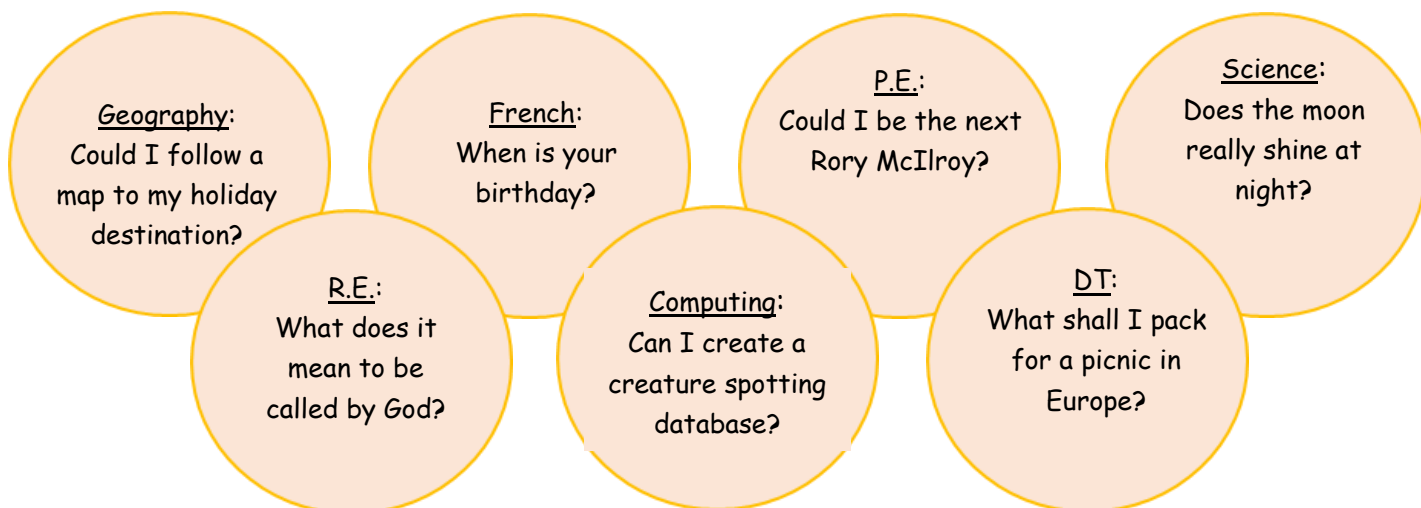 Geography:
Could I follow a
map to my holiday
destination?
French:
When is your
birthday?
P.E.:
Could I be the next
Rory McIlroy?
Science:
Does the moon
really shine at
night?
R.E.:
What does it
mean to be
called by God?
Computing:
Can I create a
creature spotting
database?
DT:
What shall I pack
for a picnic in
Europe?